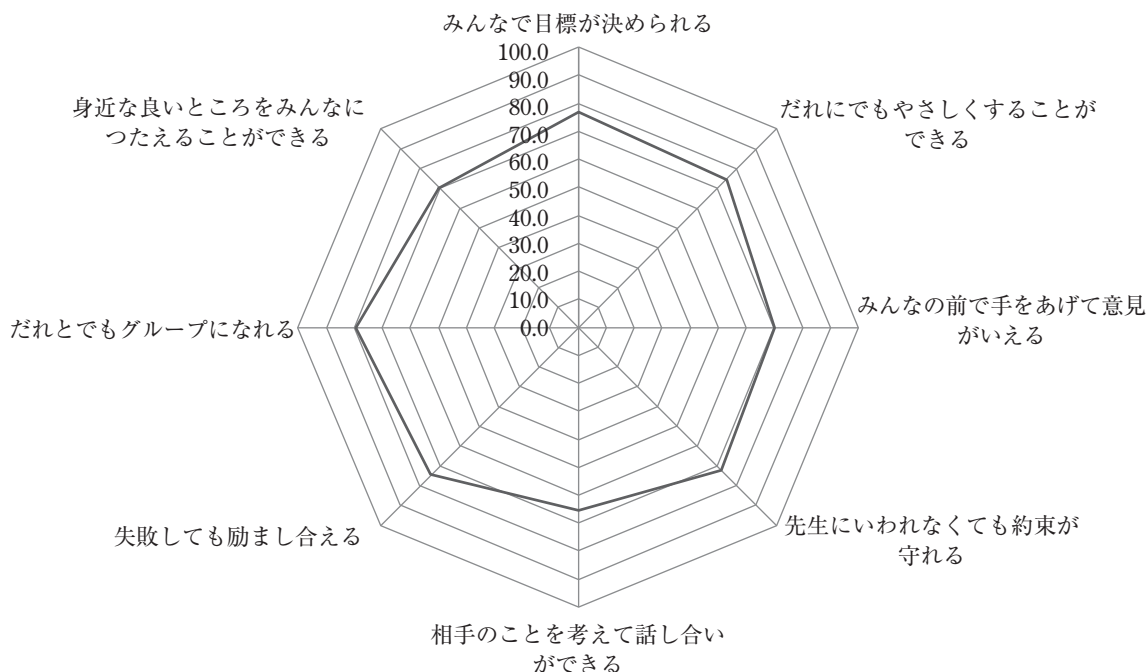 みんなで目標が決められる
100.0
90.0
80.0
70.0
60.0
50.0
40.0
30.0
20.0
10.0
0.0
だれにでもやさしくすることが
できる
みんなの前で手をあげて意見
がいえる
先生にいわれなくても約束が
守れる
相手のことを考えて話し合い
ができる
失敗しても励まし合える
だれとでもグループになれる
身近な良いところをみんなに
つたえることができる